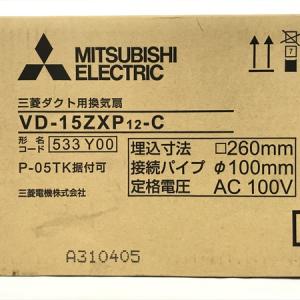 MITSUBISHI
ELECTRIC
7
三菱ダクト用換気扇
VD-15ZXP12-C
形名コード 533Y00
埋込寸法 □260mm
P-05TK据付可
接続パイプ φ100mm
三菱電機株式会社
定格電圧 AC 100V
A310405